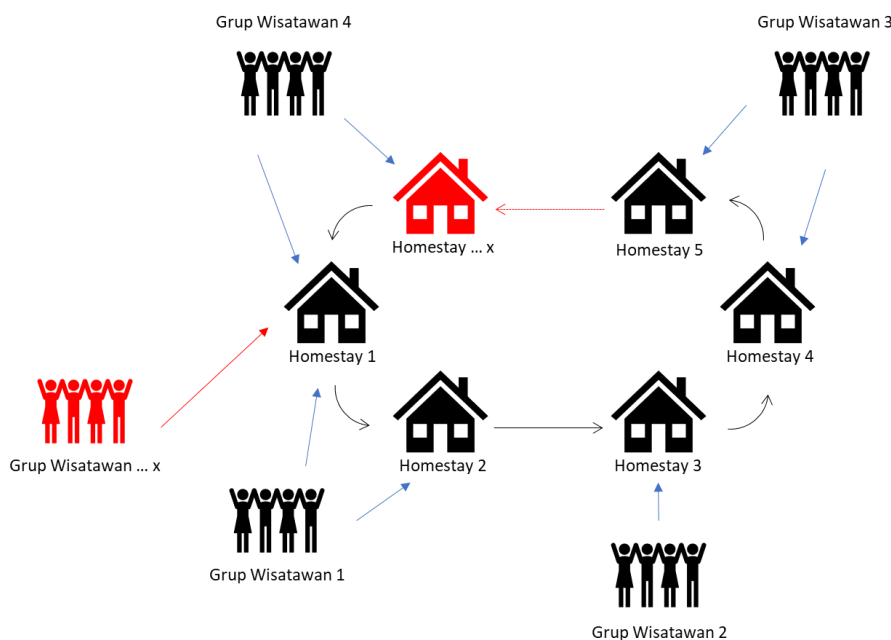 Grup Wisatawan 4
Grup Wisatawan 3
Homestay ... x
Homestay 5
Homestay 1
Homestay 4
Grup Wisatawan ... x
Homestay 2
Homestay 3
Grup Wisatawan 1
Grup Wisatawan 2